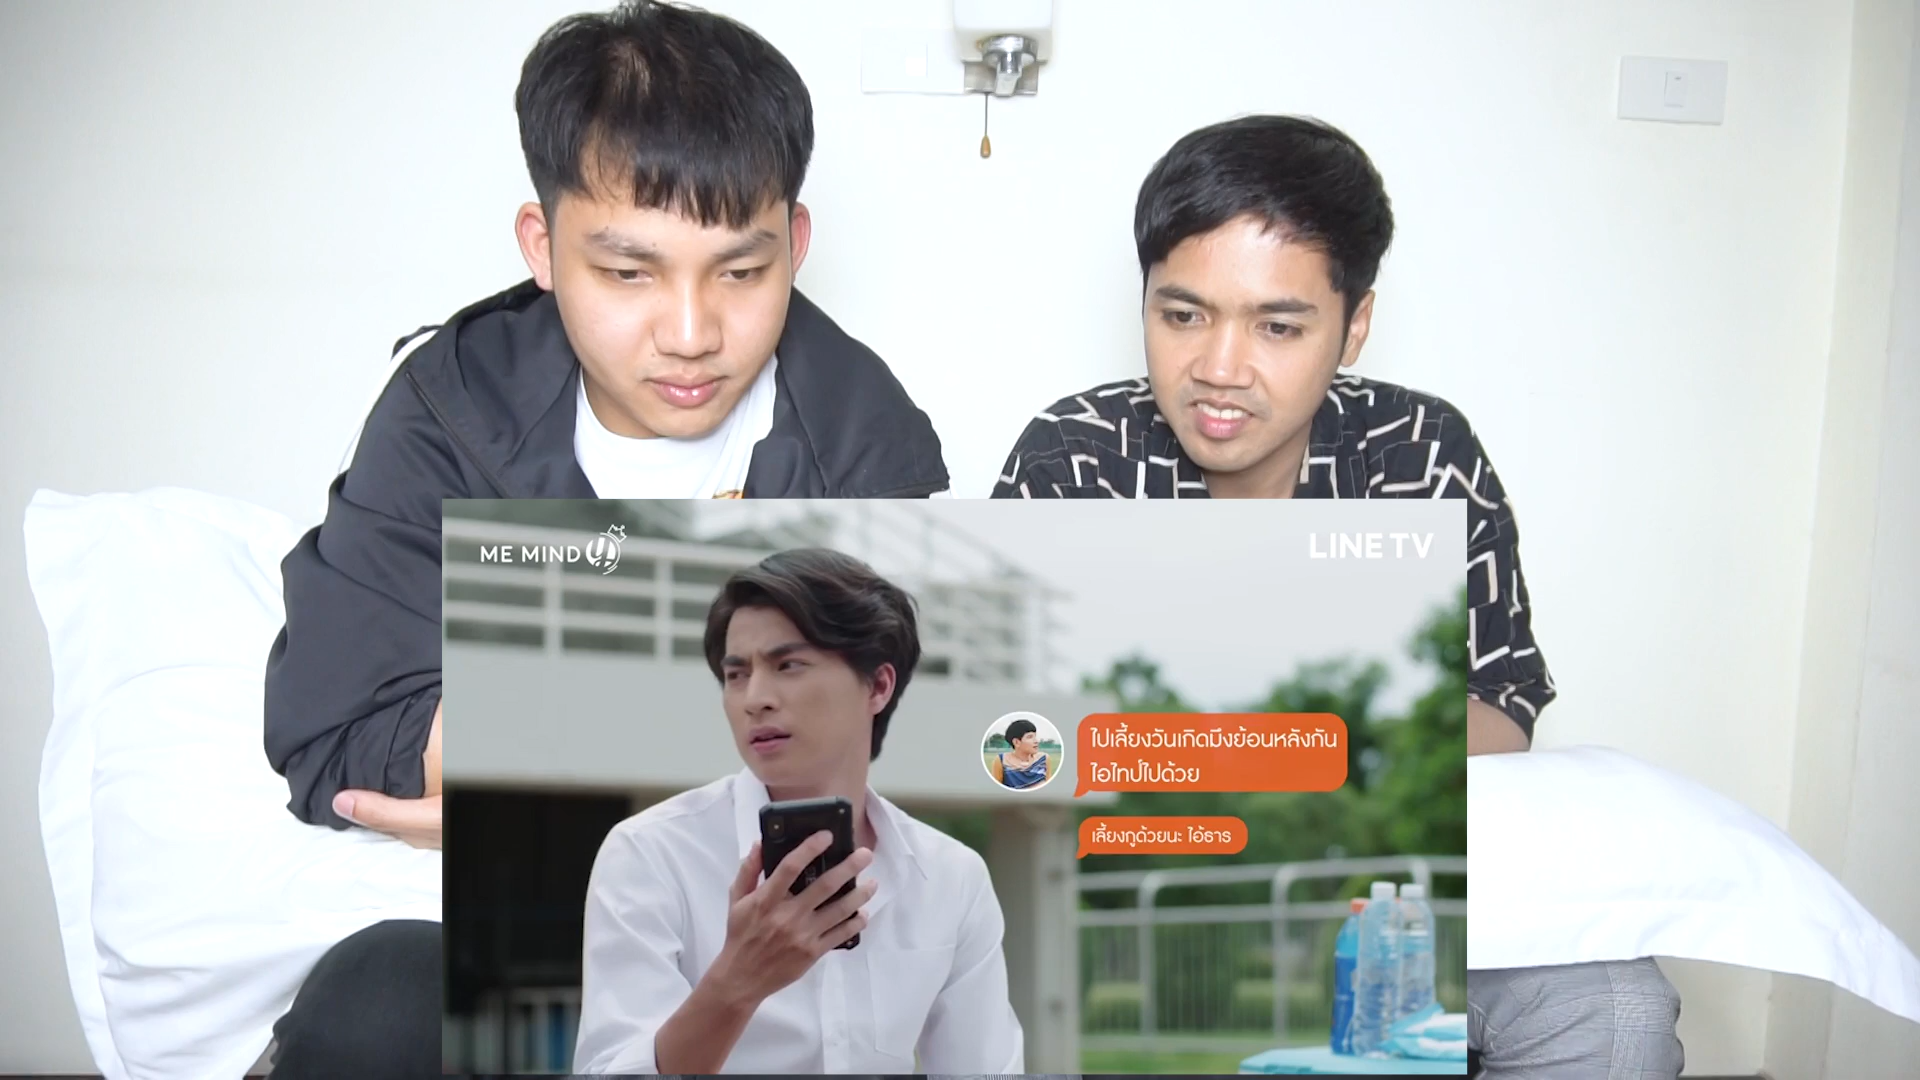 ME MIND
LINE TV
ไปเลี้ยงวันเกิดมึงย้อนหลังกัน
ไอไทป์ไปด้วย
เลี้ยงกูด้วยนะ ไอ้ธาร